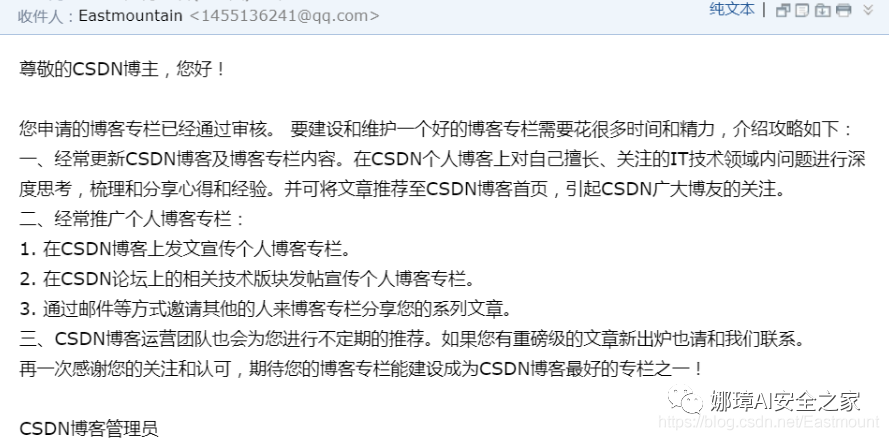 收件人：Eastmountain <1455136241@qq.com>
纯文本 |
尊敬的CSDN博主，您好！
您申请的博客专栏已经通过审核。 要建设和维护一个好的博客专栏需要花很多时间和精力，介绍攻略如下：
一、经常更新CSDN博客及博客专栏内容。在CSDN个人博客上对自己擅长、关注的IT技术领域内问题进行深
度思考，梳理和分享心得和经验。并可将文章推荐至CSDN博客首页，引起CSDN广大博友的关注。
二、经常推广个人博客专栏：
1. 在CSDN博客上发文宣传个人博客专栏。
2. 在CSDN论坛上的相关技术版块发帖宣传个人博客专栏。
3. 通过邮件等方式邀请其他的人来博客专栏分享您的系列文章。
三、CSDN博客运营团队也会为您进行不定期的推荐。如果您有重磅级的文章新出炉也请和我们联系。
再一次感谢您的关注和认可，期待您的博客专栏能建设成为CSDN博客最好的专栏之一！
娜璋AI安全之家
https://blog.csdn.net/Eastmount
CSDN博客管理员